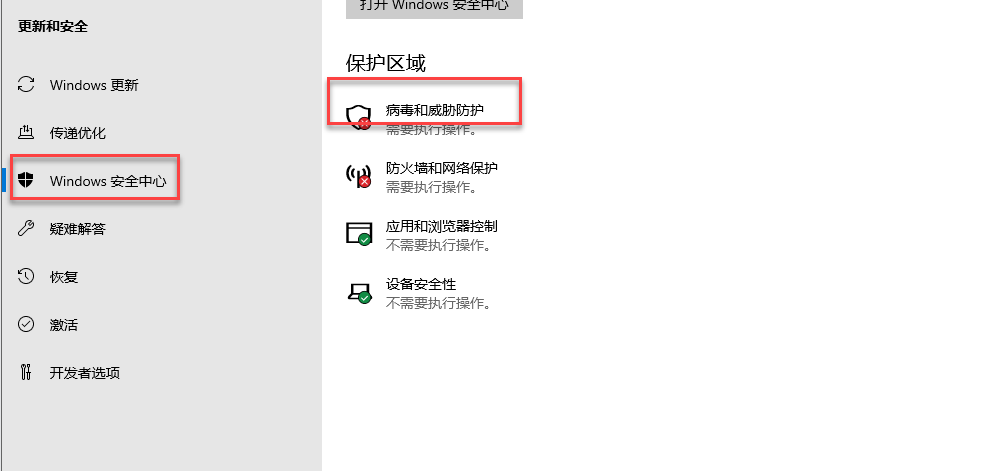 更新和安全
Windows 更新
传递优化
Windows 安全中心
疑难解答
恢复
激活
开发者选项
打开 Windows 安全中心
保护区域
病毒和威胁防护
需要执行操作。
防火墙和网络保护
需要执行操作。
应用和浏览器控制
不需要执行操作。
设备安全性
不需要执行操作。